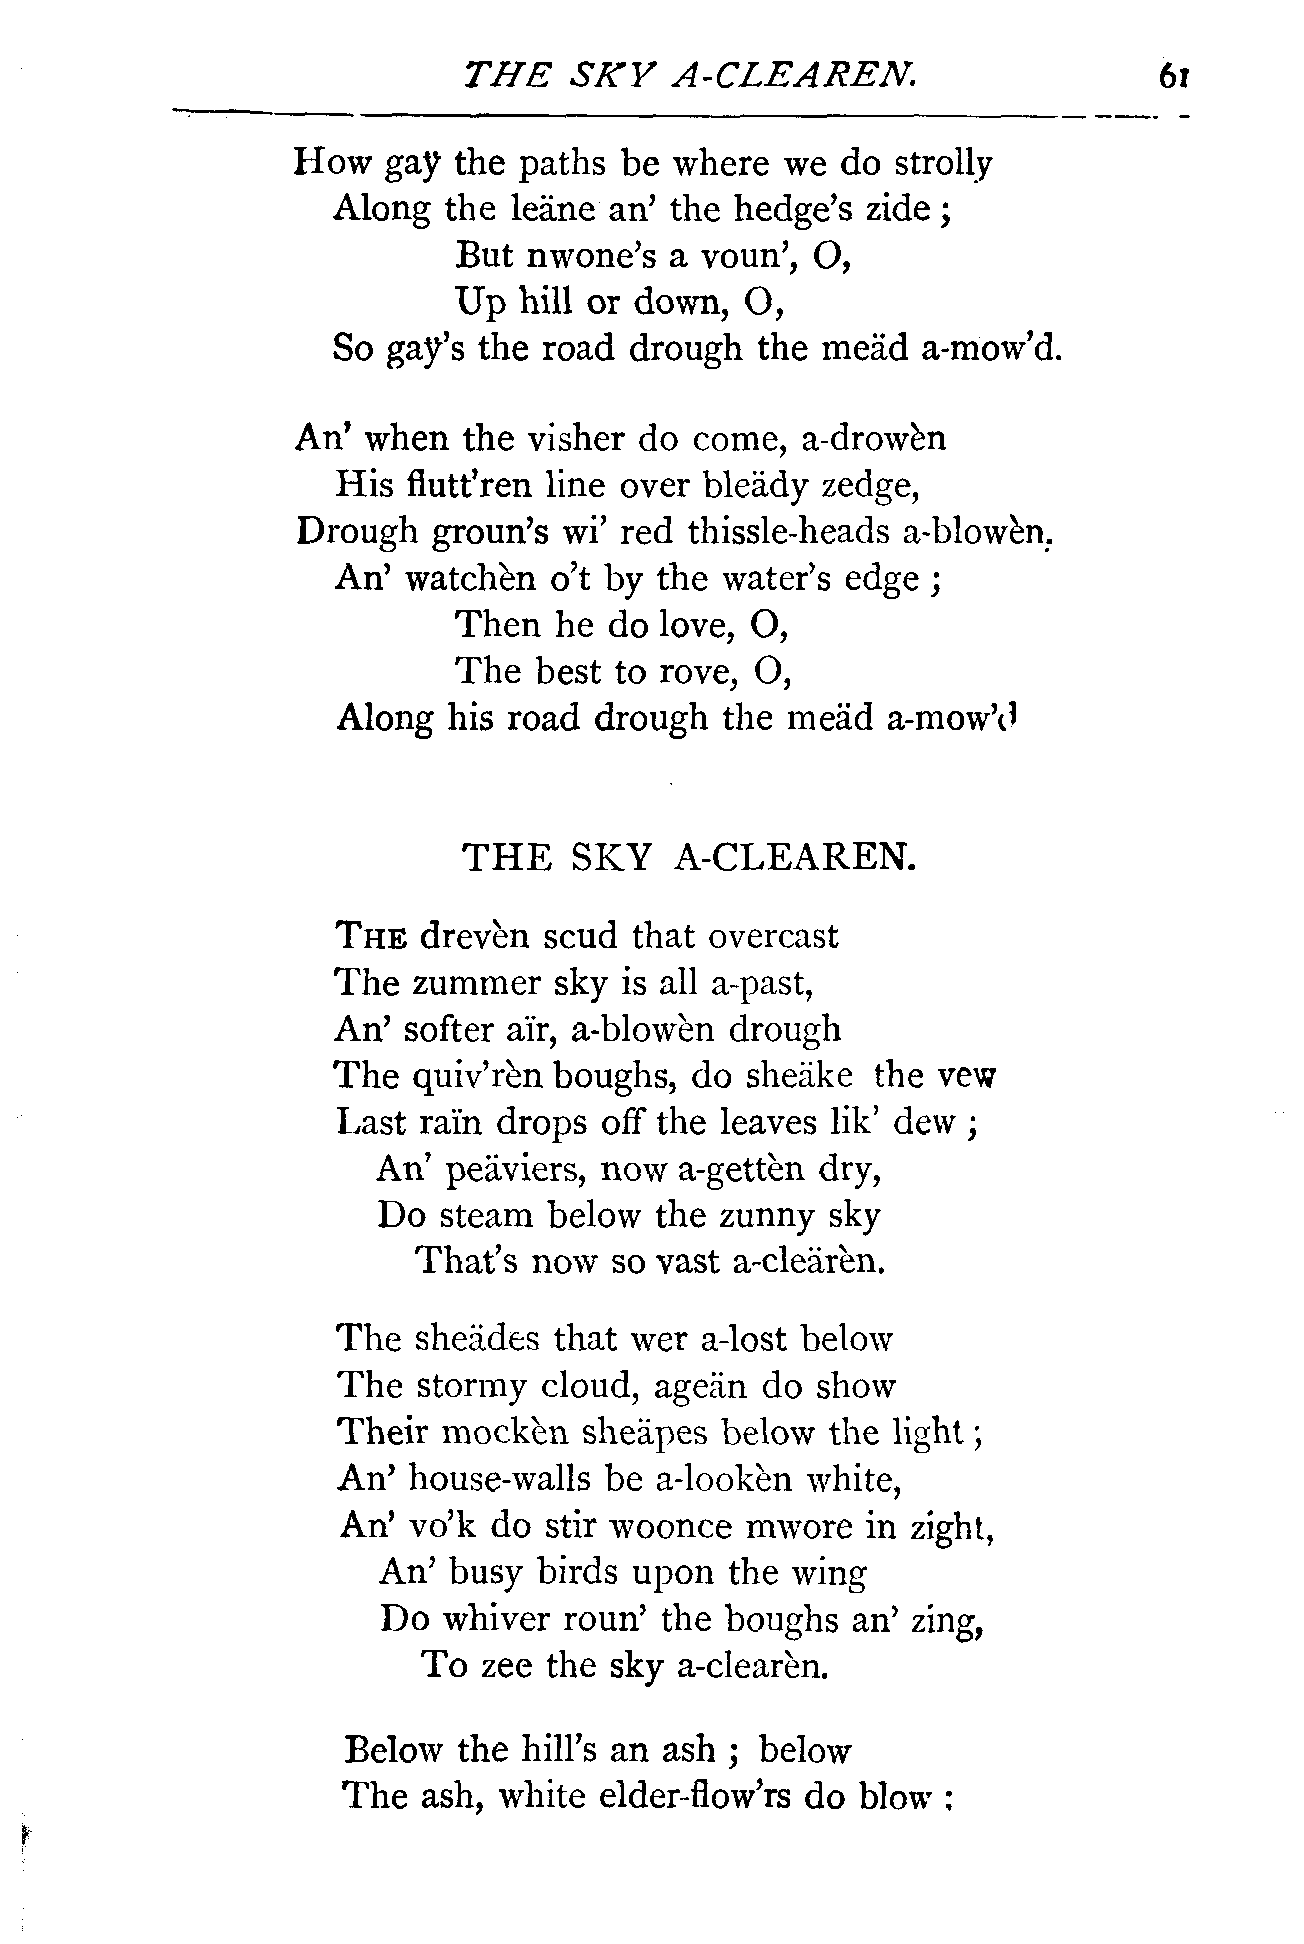 THE SKY A-CLEAREN. 61
How gaÿ the paths be where we do strolly
Along the leäne an' the hedge's zide ;
But nwone's a voun', O,
Up hill or down, O,
So gaÿ's the road drough the meäd a-mow'd.
An' when the visher do come, a-drowèn
His flutt'ren line over bleädy zedge,
Drough groun's wi' red thissle-heads a-blowèn,
An' watchèn o't by the water's edge ;
Then he do love, O,
The best to rove, O,
Along his road drough the meäd a-mow'd
THE SKY A-CLEAREN.
THE drevèn scud that overcast
The zummer sky is all a-past,
An' softer aïr, a-blowèn drough
The quiv'rèn boughs, do sheäke the vew
Last raïn drops off the leaves lik' dew ;
An' peäviers, now a-gettèn dry,
Do steam below the zunny sky
That's now so vast a-cleärèn.
The sheädes that wer a-lost below
The stormy cloud, ageän do show
Their mockèn sheäpes below the light ;
An' house-walls be a-lookèn white,
An' vo'k do stir woonce mwore in zight,
An' busy birds upon the wing
Do whiver roun' the boughs an' zing,
To zee the sky a-clearèn.
Below the hill's an ash ; below
The ash, white elder-flow'rs do blow :